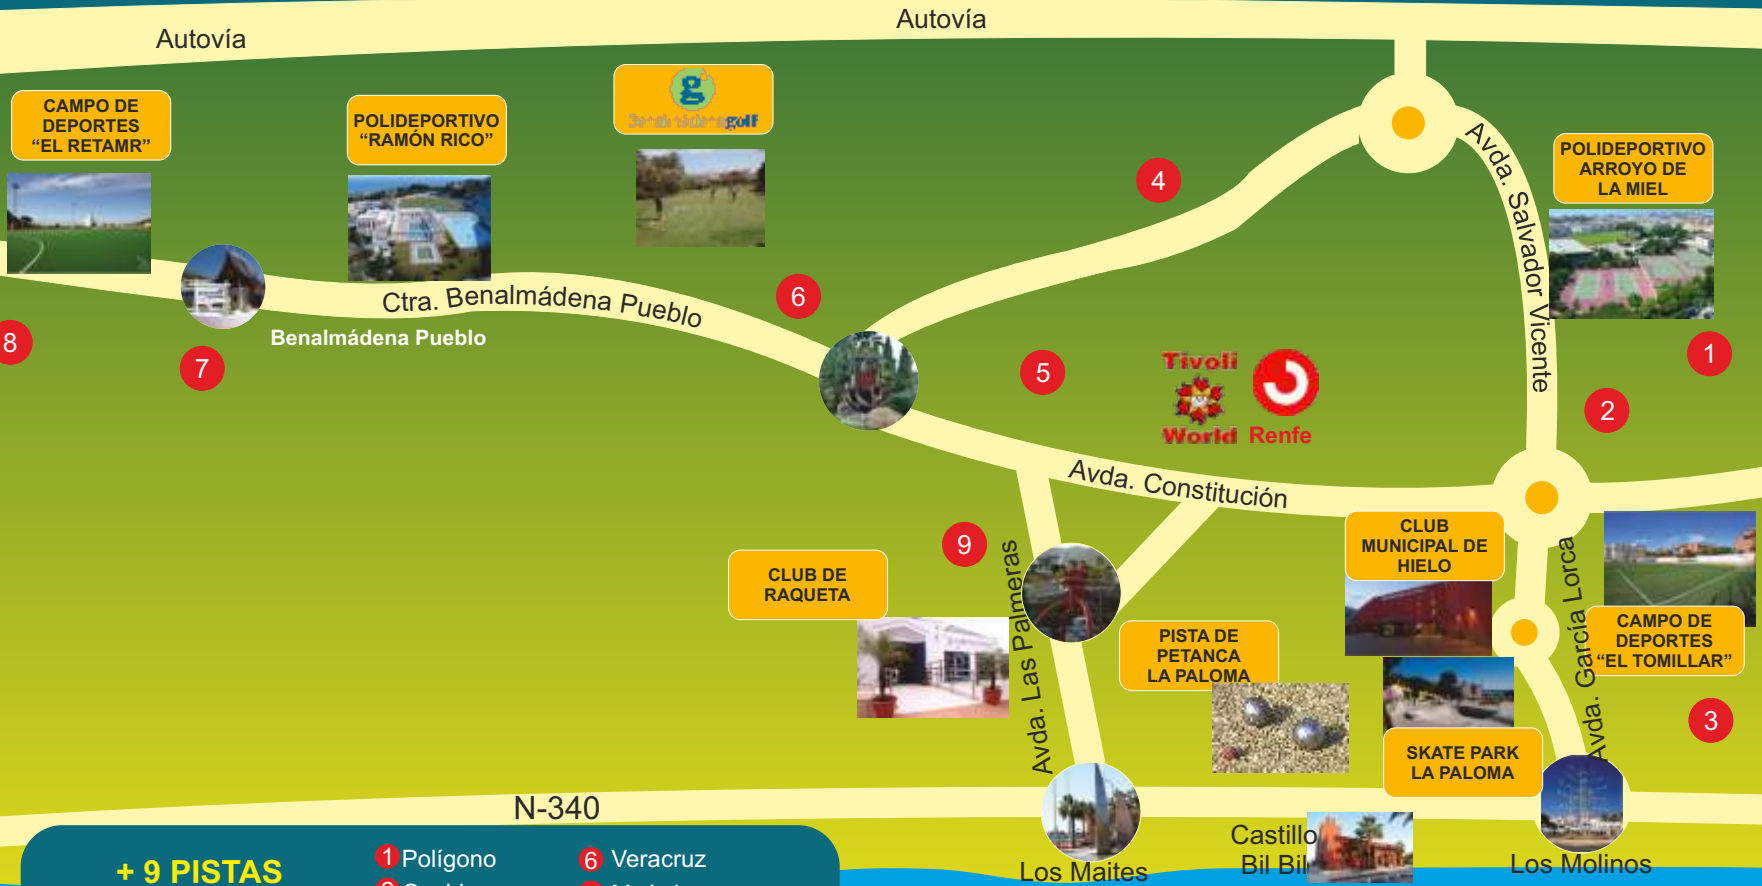 Autovía
Autovía
CAMPO DE
DEPORTES
“EL RETAMR”
POLIDEPORTIVO
“RAMÓN RICO”
g
golf
4
Avda. Salvador Vicente
POLIDEPORTIVO
ARROYO DE
LA MIEL
Ctra. Benalmádena Pueblo
6
Benalmádena Pueblo
8
7
5
Tivoli
World
Renfe
1
2
Avda. Constitución
9
CLUB DE
RAQUETA
Avda. Las Palmeras
PISTA DE
PETANCA
LA PALOMA
CLUB
MUNICIPAL DE
HIELO
Avda. García Lorca
CAMPO DE
DEPORTES
“EL TOMILLAR”
3
SKATE PARK
LA PALOMA
N-340
Los Maites
Castillo
Bil Bil
Los Molinos
+ 9 PISTAS
1 Polígono
6 Veracruz